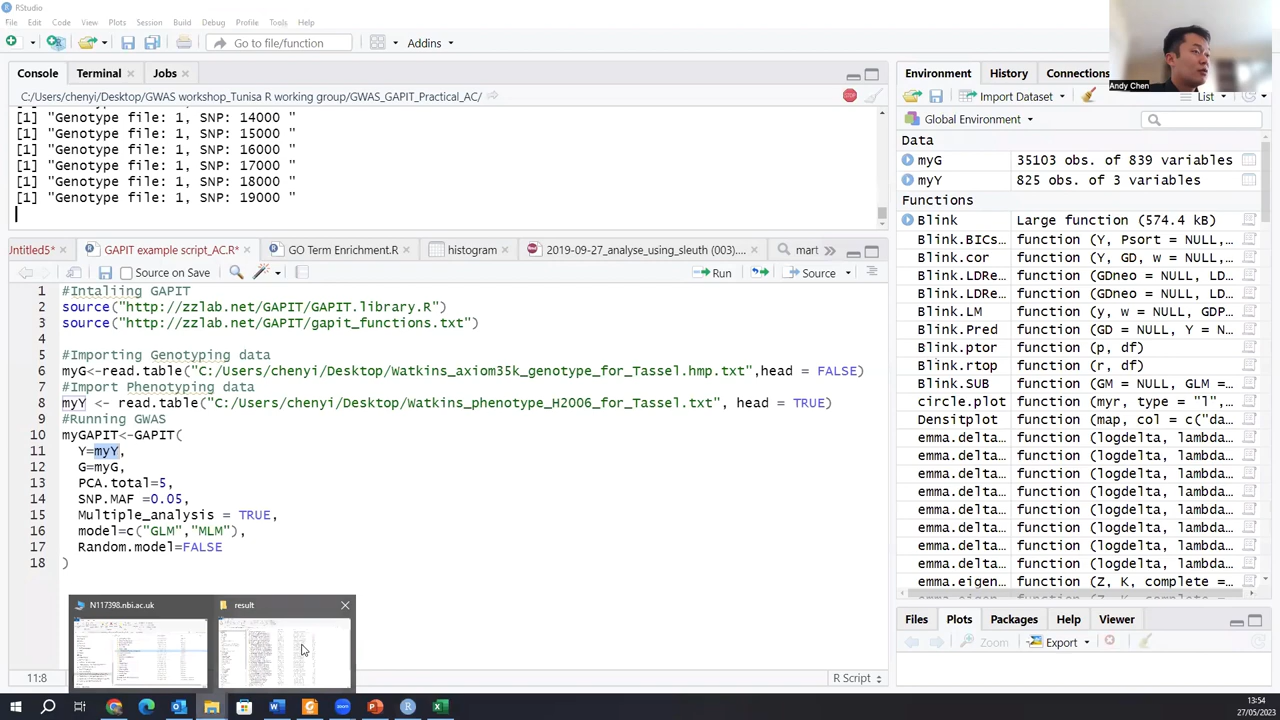 RStudio
File Edit Code View Plots Session Build Debug Profile Tools Help
Go to file/function Addins
Andy Chen
Console Terminal Jobs
C:/Users/chenyi/Desktop/GWAS workshop_Tunisa R working group/GWAS_GAPIT_Practical_AC/
[1] "Genotype file: 1, SNP: 14000 "
[1] "Genotype file: 1, SNP: 15000 "
[1] "Genotype file: 1, SNP: 16000 "
[1] "Genotype file: 1, SNP: 17000 "
[1] "Genotype file: 1, SNP: 18000 "
[1] "Genotype file: 1, SNP: 19000 "
Untitled5* GAPIT example script_AC.R* GO Term Enrichment.R histogram 2(19-09-27_analyse_using_sleuth (003)... mart
Source on Save Run Source
1 #Intaliing GAPIT
2 source("http://zzlab.net/GAPIT/GAPIT.library.R")
3 source("http://zzlab.net/GAPIT/gapit_functions.txt")
4
5 #Importing Genotyping data
6 myG<-read.table("C:/Users/chenyi/Desktop/Watkins_axiom35k_genotype_for_Tassel.hmp.txt",head = FALSE)
7 #Import Phenotyping data
8 myY <- read.table("C:/Users/chenyi/Desktop/Watkins_phenotype_H2006_for_Tassel.txt", head = TRUE)
9 #Running GWAS
10 myGAPIT<-GAPIT(
11 Y=myY,
12 G=myG,
13 PCA.total=5,
14 SNP.MAF =0.05,
15 Multiple_analysis = TRUE,
16 model=c("GLM","MLM"),
17 Random.model=FALSE
18 )
N117398.nbi.ac.uk result
11:8 R Script
Environment History Connections
Import Dataset List
Global Environment
Data
myG 35103 obs. of 839 variables
myY 825 obs. of 3 variables
Functions
Blink Large function (574.4 kB)
Blink.BICs… function (Y, Psort = NULL,…
Blink.cor function (Y, GD, w = NULL,…
Blink.LDRe… function (GDneo = NULL, LD…
Blink.LDRe… function (GDneo = NULL, LD…
Blink.LM function (y, w = NULL, GDP…
Blink.Pred function (GD = NULL, Y = N…
Blink.ptor function (p, df)
Blink.rtop function (r, df)
Blink.SUB function (GM = NULL, GLM =…
circle.plot function (myr, type = "l",…
Densitplot function (map, col = c("da…
emma.delta… function (logdelta, lambda…
emma.delta… function (logdelta, lambda…
emma.delta… function (logdelta, lambda…
emma.delta… function (logdelta, lambda…
emma.delta… function (logdelta, lambda…
emma.delta… function (logdelta, lambda…
emma.delta… function (logdelta, lambda…
emma.delta… function (logdelta, lambda…
emma.eigen… function (Z, K, complete =…
Files Plots Packages Help Viewer
Zoom Export
13:54
27/05/2023